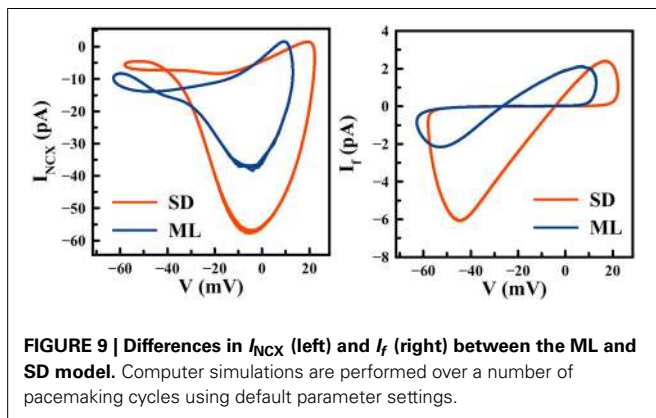 0
-10
-20
-30
-40
-50
-60
I_NCX (pA)
SD
ML
-60 -40 -20 0 20
V (mV)
4
2
0
-2
-4
-6
-8
I_f (pA)
SD
ML
-60 -40 -20 0 20
V (mV)
FIGURE 9 | Differences in I_NCX (left) and I_f (right) between the ML and
SD model. Computer simulations are performed over a number of
pacemaking cycles using default parameter settings.